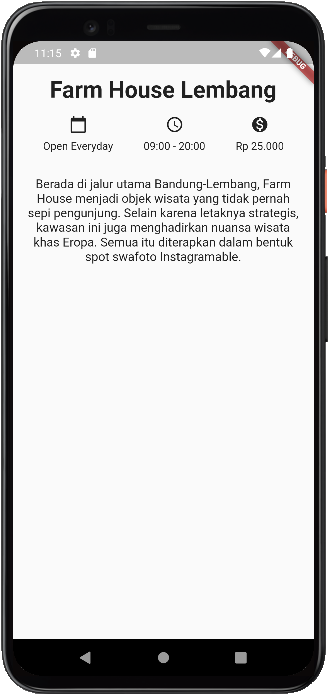 11:15
BUG
Farm House Lembang
Open Everyday
09:00 - 20:00
Rp 25.000
Berada di jalur utama Bandung-Lembang, Farm
House menjadi objek wisata yang tidak pernah
sepi pengunjung. Selain karena letaknya strategis,
kawasan ini juga menghadirkan nuansa wisata
khas Eropa. Semua itu diterapkan dalam bentuk
spot swafoto Instagramable.